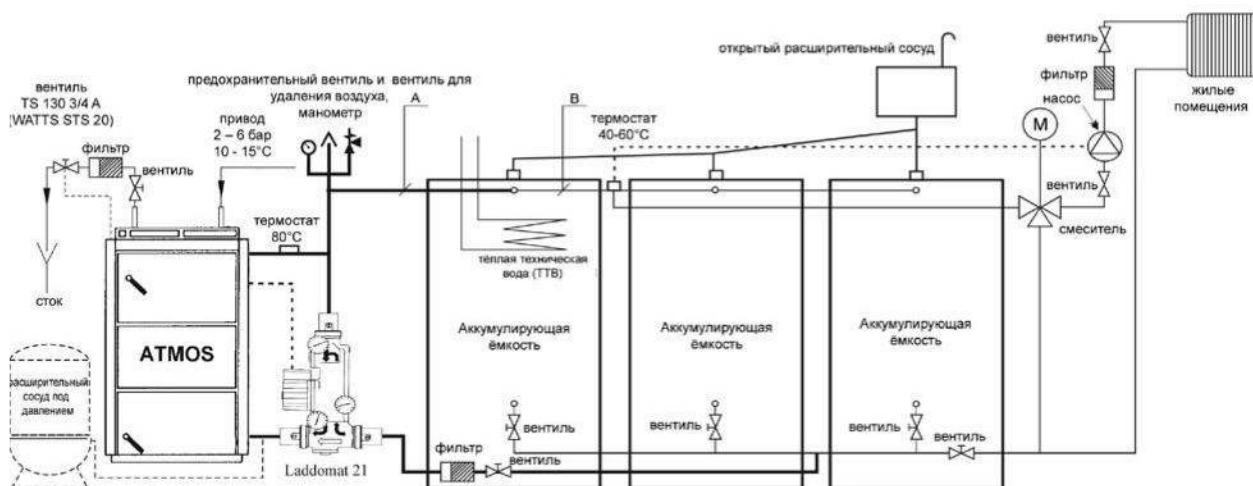 вентиль
TS 130 3/4 A
(WATTS STS 20)
фильтр
вентиль
сток
привод
2 – 6 бар
10 - 15°C
предохранительный вентиль и вентиль для
удаления воздуха,
манометр
A
B
термостат
80°C
термостат
40-60°C
открытый расширительный сосуд
вентиль
фильтр
насос
M
жилые
помещения
вентиль
смеситель
тёплая техническая
вода (ТТВ)
ATMOS
расширительный
сосуд под
давлением
Laddomat 21
Аккумулирующая
ёмкость
Аккумулирующая
ёмкость
Аккумулирующая
ёмкость
вентиль
вентиль
вентиль
вентиль
фильтр
вентиль